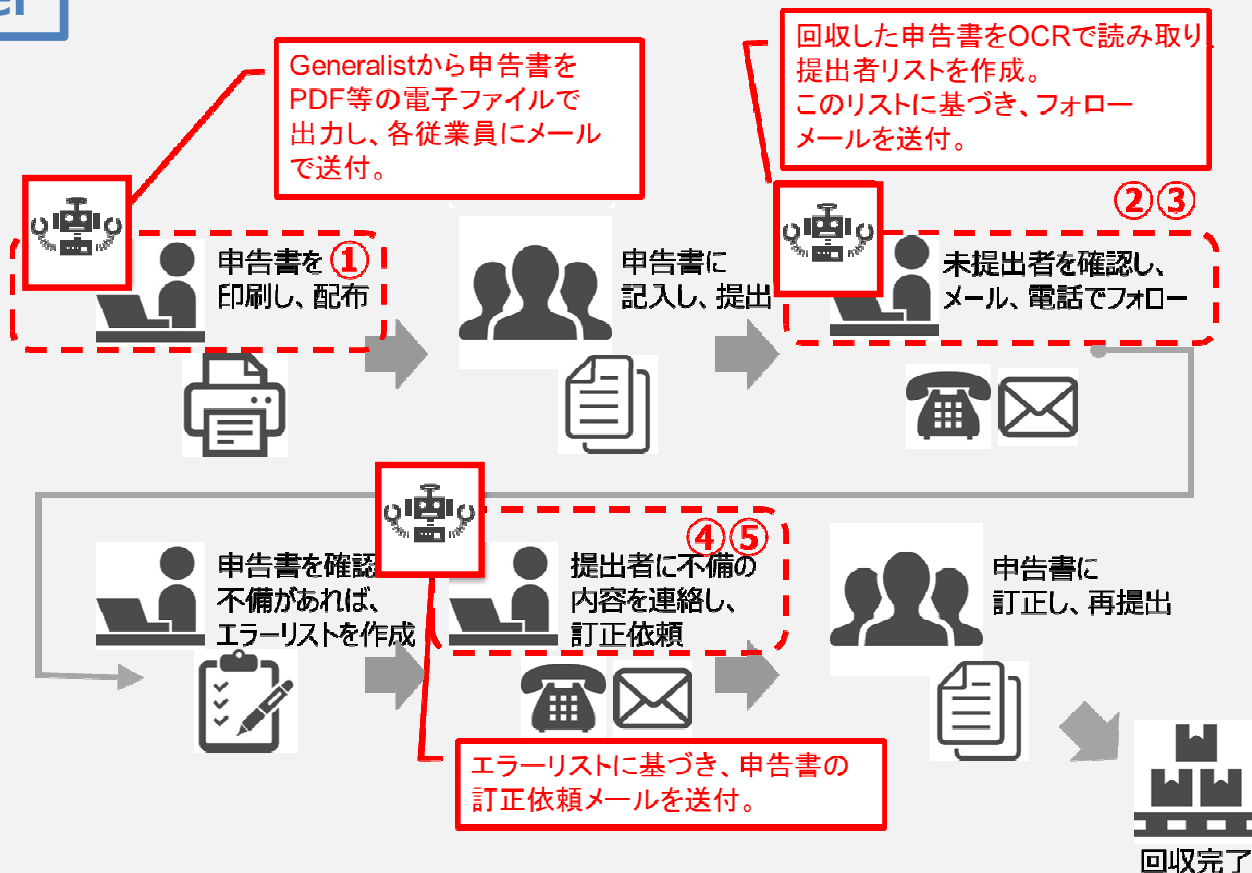 er
Generalistから申告書を
PDF等の電子ファイルで
出力し、各従業員にメール
で送付。
回収した申告書をOCRで読み取り、
提出者リストを作成。
このリストに基づき、フォロー
メールを送付。
申告書を①
印刷し、配布
申告書に
記入し、提出
②③
未提出者を確認し、
メール、電話でフォロー
申告書を確認
不備があれば、
エラーリストを作成
④⑤
提出者に不備の
内容を連絡し、
訂正依頼
申告書に
訂正し、再提出
エラーリストに基づき、申告書の
訂正依頼メールを送付。
回収完了